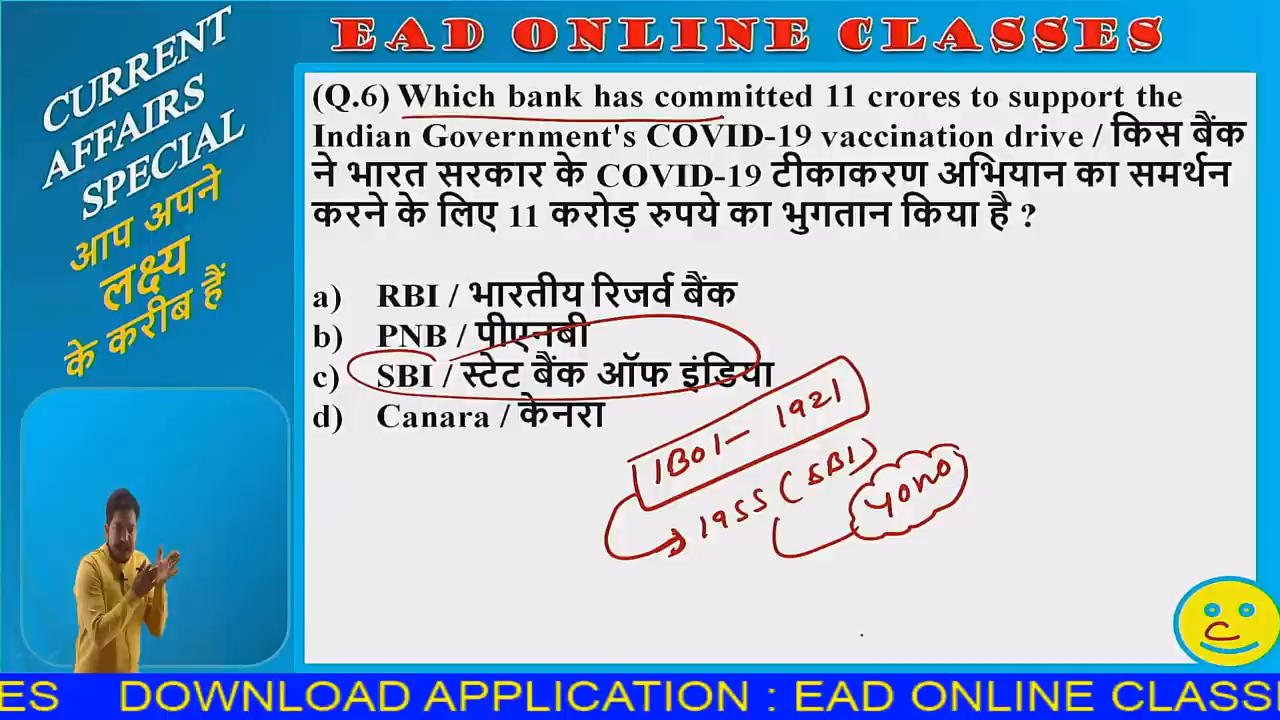 EAD ONLINE CLASSES
CURRENT
AFFAIRS
SPECIAL
आप अपने
लक्ष्य
के करीब हैं
(Q.6) Which bank has committed 11 crores to support the
Indian Government's COVID-19 vaccination drive / किस बैंक
ने भारत सरकार के COVID-19 टीकाकरण अभियान का समर्थन
करने के लिए 11 करोड़ रुपये का भुगतान किया है ?
a) RBI / भारतीय रिजर्व बैंक
b) PNB / पीएनबी
c) SBI / स्टेट बैंक ऑफ इंडिया
d) Canara / केनरा
IBOI - 1921
1955 (SBI)
YONO
C
ES DOWNLOAD APPLICATION : EAD ONLINE CLASSE